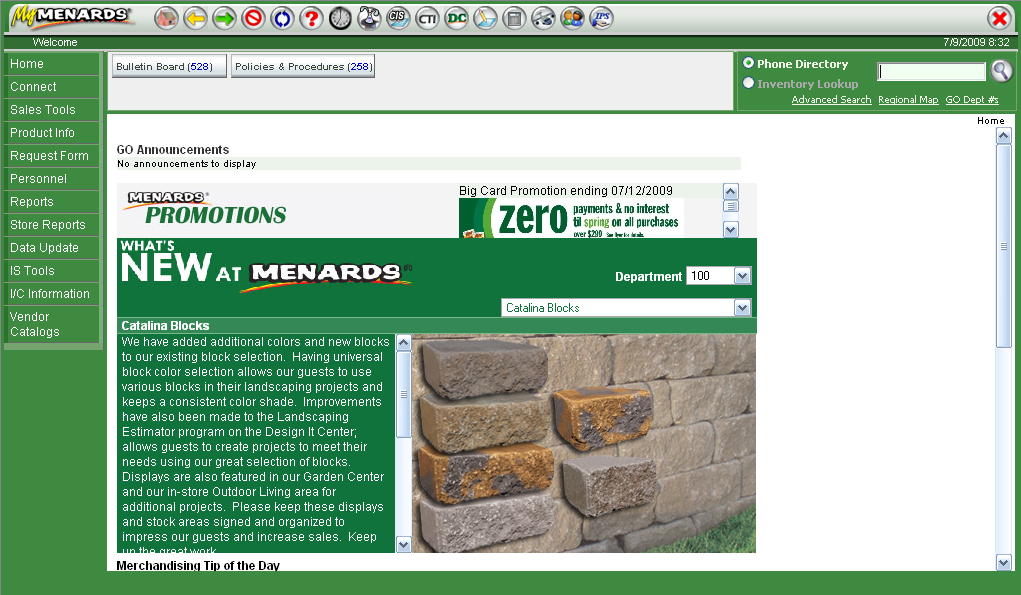 My MENARDS®
CIS CTI DC IPS
Welcome
7/9/2009 8:32
Home
Connect
Sales Tools
Product Info
Request Form
Personnel
Reports
Store Reports
Data Update
IS Tools
I/C Information
Vendor
Catalogs
Bulletin Board (528)
Policies & Procedures (258)
Phone Directory
Inventory Lookup
Advanced Search Regional Map GO Dept #s
Home
GO Announcements
No announcements to display
MENARDS®
PROMOTIONS
Big Card Promotion ending 07/12/2009
zero payments & no interest
til spring on all purchases
over $299 See flyer for details.
WHAT'S
NEW AT MENARDS®
Department 100
Catalina Blocks
Catalina Blocks
We have added additional colors and new blocks
to our existing block selection. Having universal
block color selection allows our guests to use
various blocks in their landscaping projects and
keeps a consistent color shade. Improvements
have also been made to the Landscaping
Estimator program on the Design It Center;
allows guests to create projects to meet their
needs using our great selection of blocks.
Displays are also featured in our Garden Center
and our in-store Outdoor Living area for
additional projects. Please keep these displays
and stock areas signed and organized to
impress our guests and increase sales. Keep
up the great work
Merchandising Tip of the Day